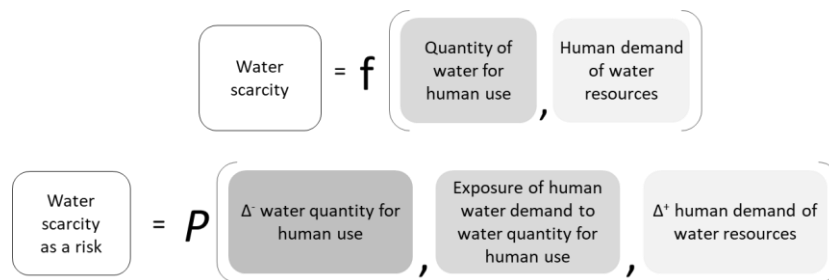 Water
scarcity
=
f
Quantity of
water for
human use
,
Human demand
of water
resources
Water
scarcity
as a risk
=
P
Δ⁻ water quantity for
human use
,
Exposure of human
water demand to
water quantity for
human use
,
Δ⁺ human demand of
water resources